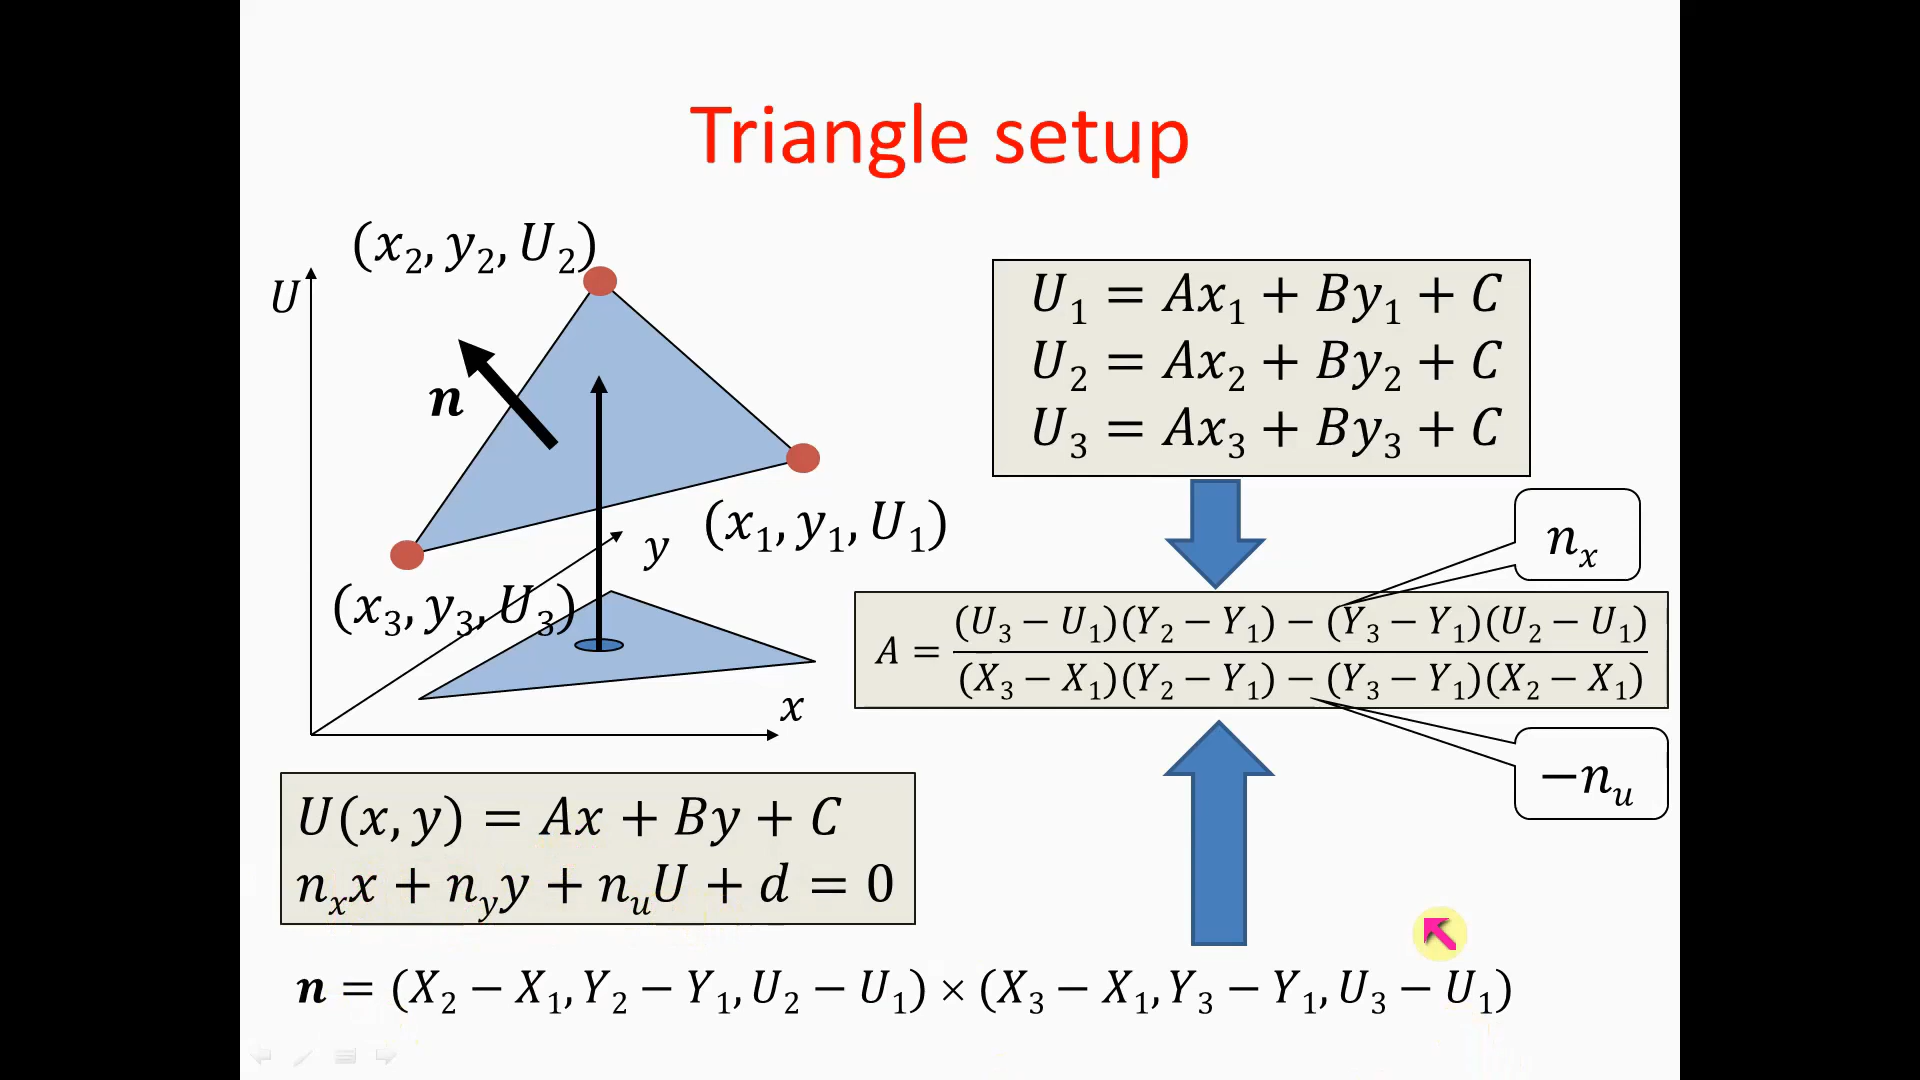 Triangle setup
(x₂, y₂, U₂)
U
n
y
(x₁, y₁, U₁)
(x₃, y₃, U₃)
x
U₁ = Ax₁ + By₁ + C
U₂ = Ax₂ + By₂ + C
U₃ = Ax₃ + By₃ + C
nₓ
A = \frac{(U₃ − U₁)(Y₂ − Y₁) − (Y₃ − Y₁)(U₂ − U₁)}{(X₃ − X₁)(Y₂ − Y₁) − (Y₃ − Y₁)(X₂ − X₁)}
−nᵤ
U(x, y) = Ax + By + C
nₓx + n_y y + nᵤU + d = 0
n = (X₂ − X₁, Y₂ − Y₁, U₂ − U₁) × (X₃ − X₁, Y₃ − Y₁, U₃ − U₁)